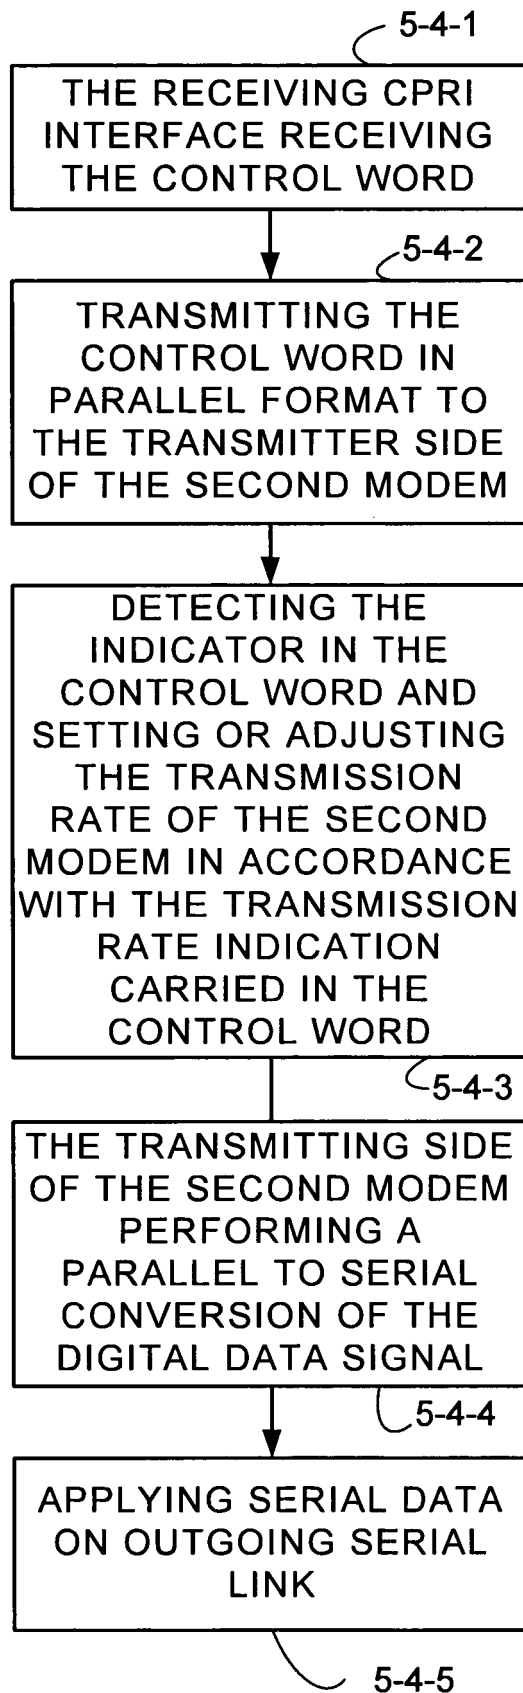 5-4-1
THE RECEIVING CPRI
INTERFACE RECEIVING
THE CONTROL WORD
5-4-2
TRANSMITTING THE
CONTROL WORD IN
PARALLEL FORMAT TO
THE TRANSMITTER SIDE
OF THE SECOND MODEM
DETECTING THE
INDICATOR IN THE
CONTROL WORD AND
SETTING OR ADJUSTING
THE TRANSMISSION
RATE OF THE SECOND
MODEM IN ACCORDANCE
WITH THE TRANSMISSION
RATE INDICATION
CARRIED IN THE
CONTROL WORD
5-4-3
THE TRANSMITTING SIDE
OF THE SECOND MODEM
PERFORMING A
PARALLEL TO SERIAL
CONVERSION OF THE
DIGITAL DATA SIGNAL
5-4-4
APPLYING SERIAL DATA
ON OUTGOING SERIAL
LINK
5-4-5